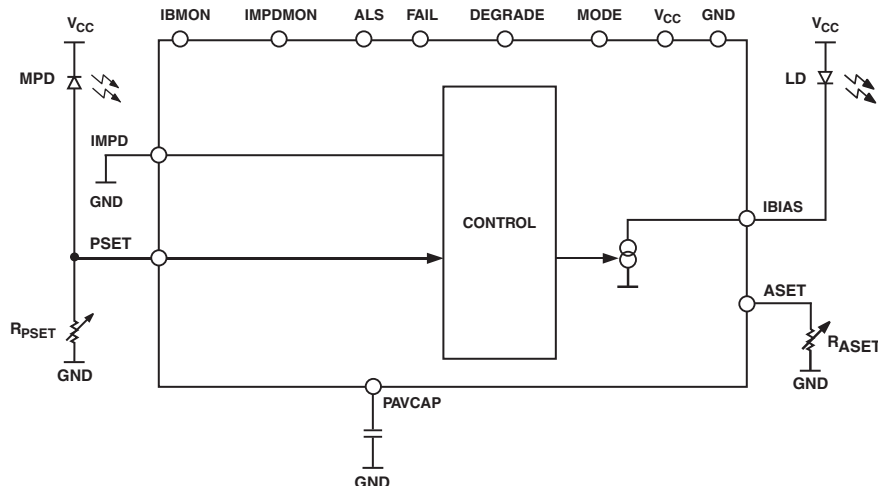 IBMON IMPDMON ALS FAIL DEGRADE MODE VCC GND
VCC
MPD
IMPD
GND
PSET
RPSET
GND
CONTROL
VCC
LD
IBIAS
ASET
RASET
GND
PAVCAP
GND